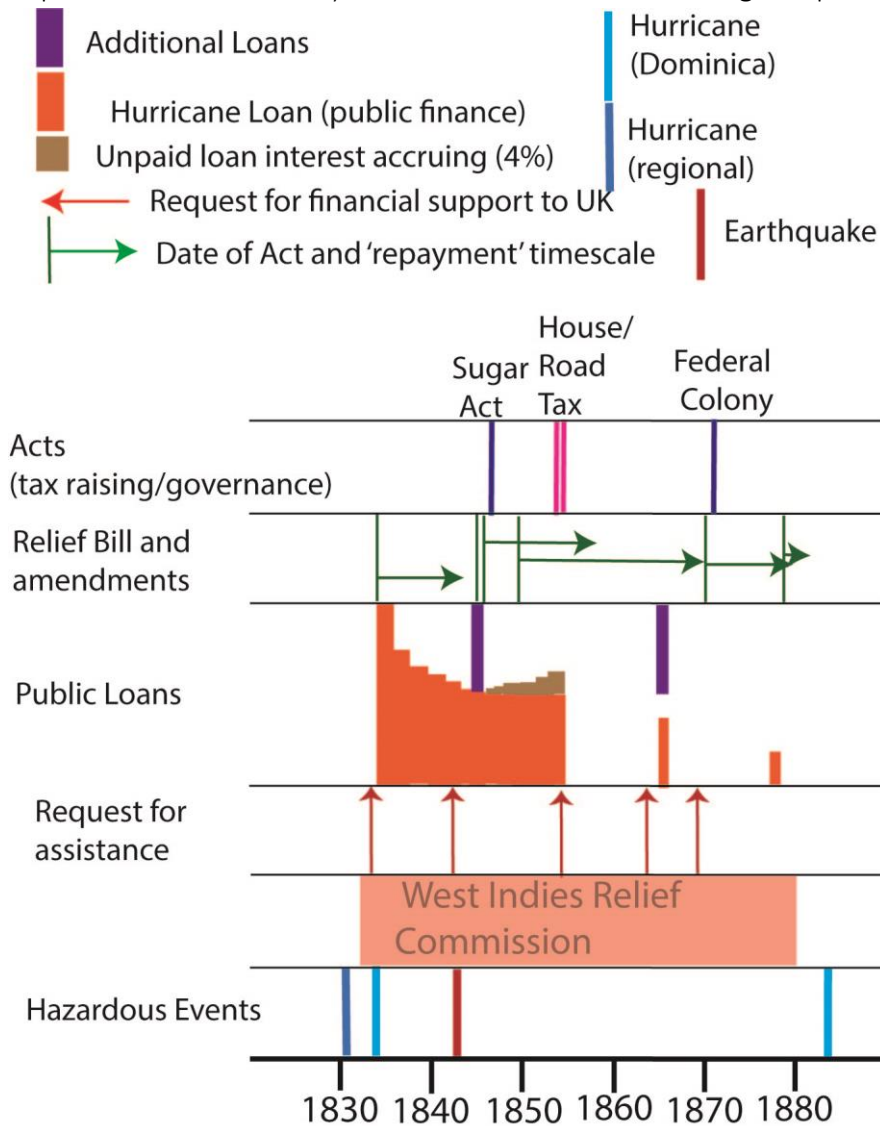 Additional Loans
Hurricane Loan (public finance)
Unpaid loan interest accruing (4%)
Request for financial support to UK
Date of Act and 'repayment' timescale
Hurricane
(Dominica)
Hurricane
(regional)
Earthquake
Sugar
Act
House/
Road
Tax
Federal
Colony
Acts
(tax raising/governance)
Relief Bill and
amendments
Public Loans
Request for
assistance
West Indies Relief
Commission
Hazardous Events
1830 1840 1850 1860 1870 1880